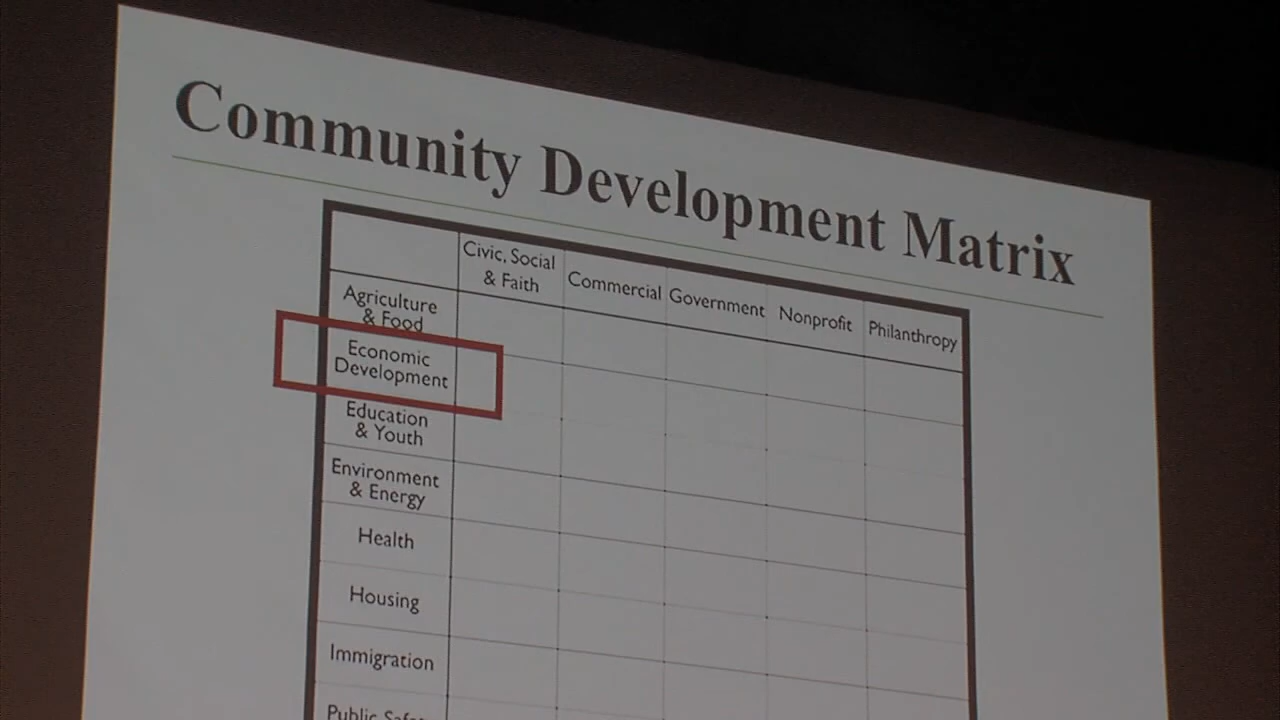 Community Development Matrix
Civic, Social
& Faith
Commercial
Government
Nonprofit
Philanthropy
Agriculture
& Food
Economic
Development
Education
& Youth
Environment
& Energy
Health
Housing
Immigration
Public